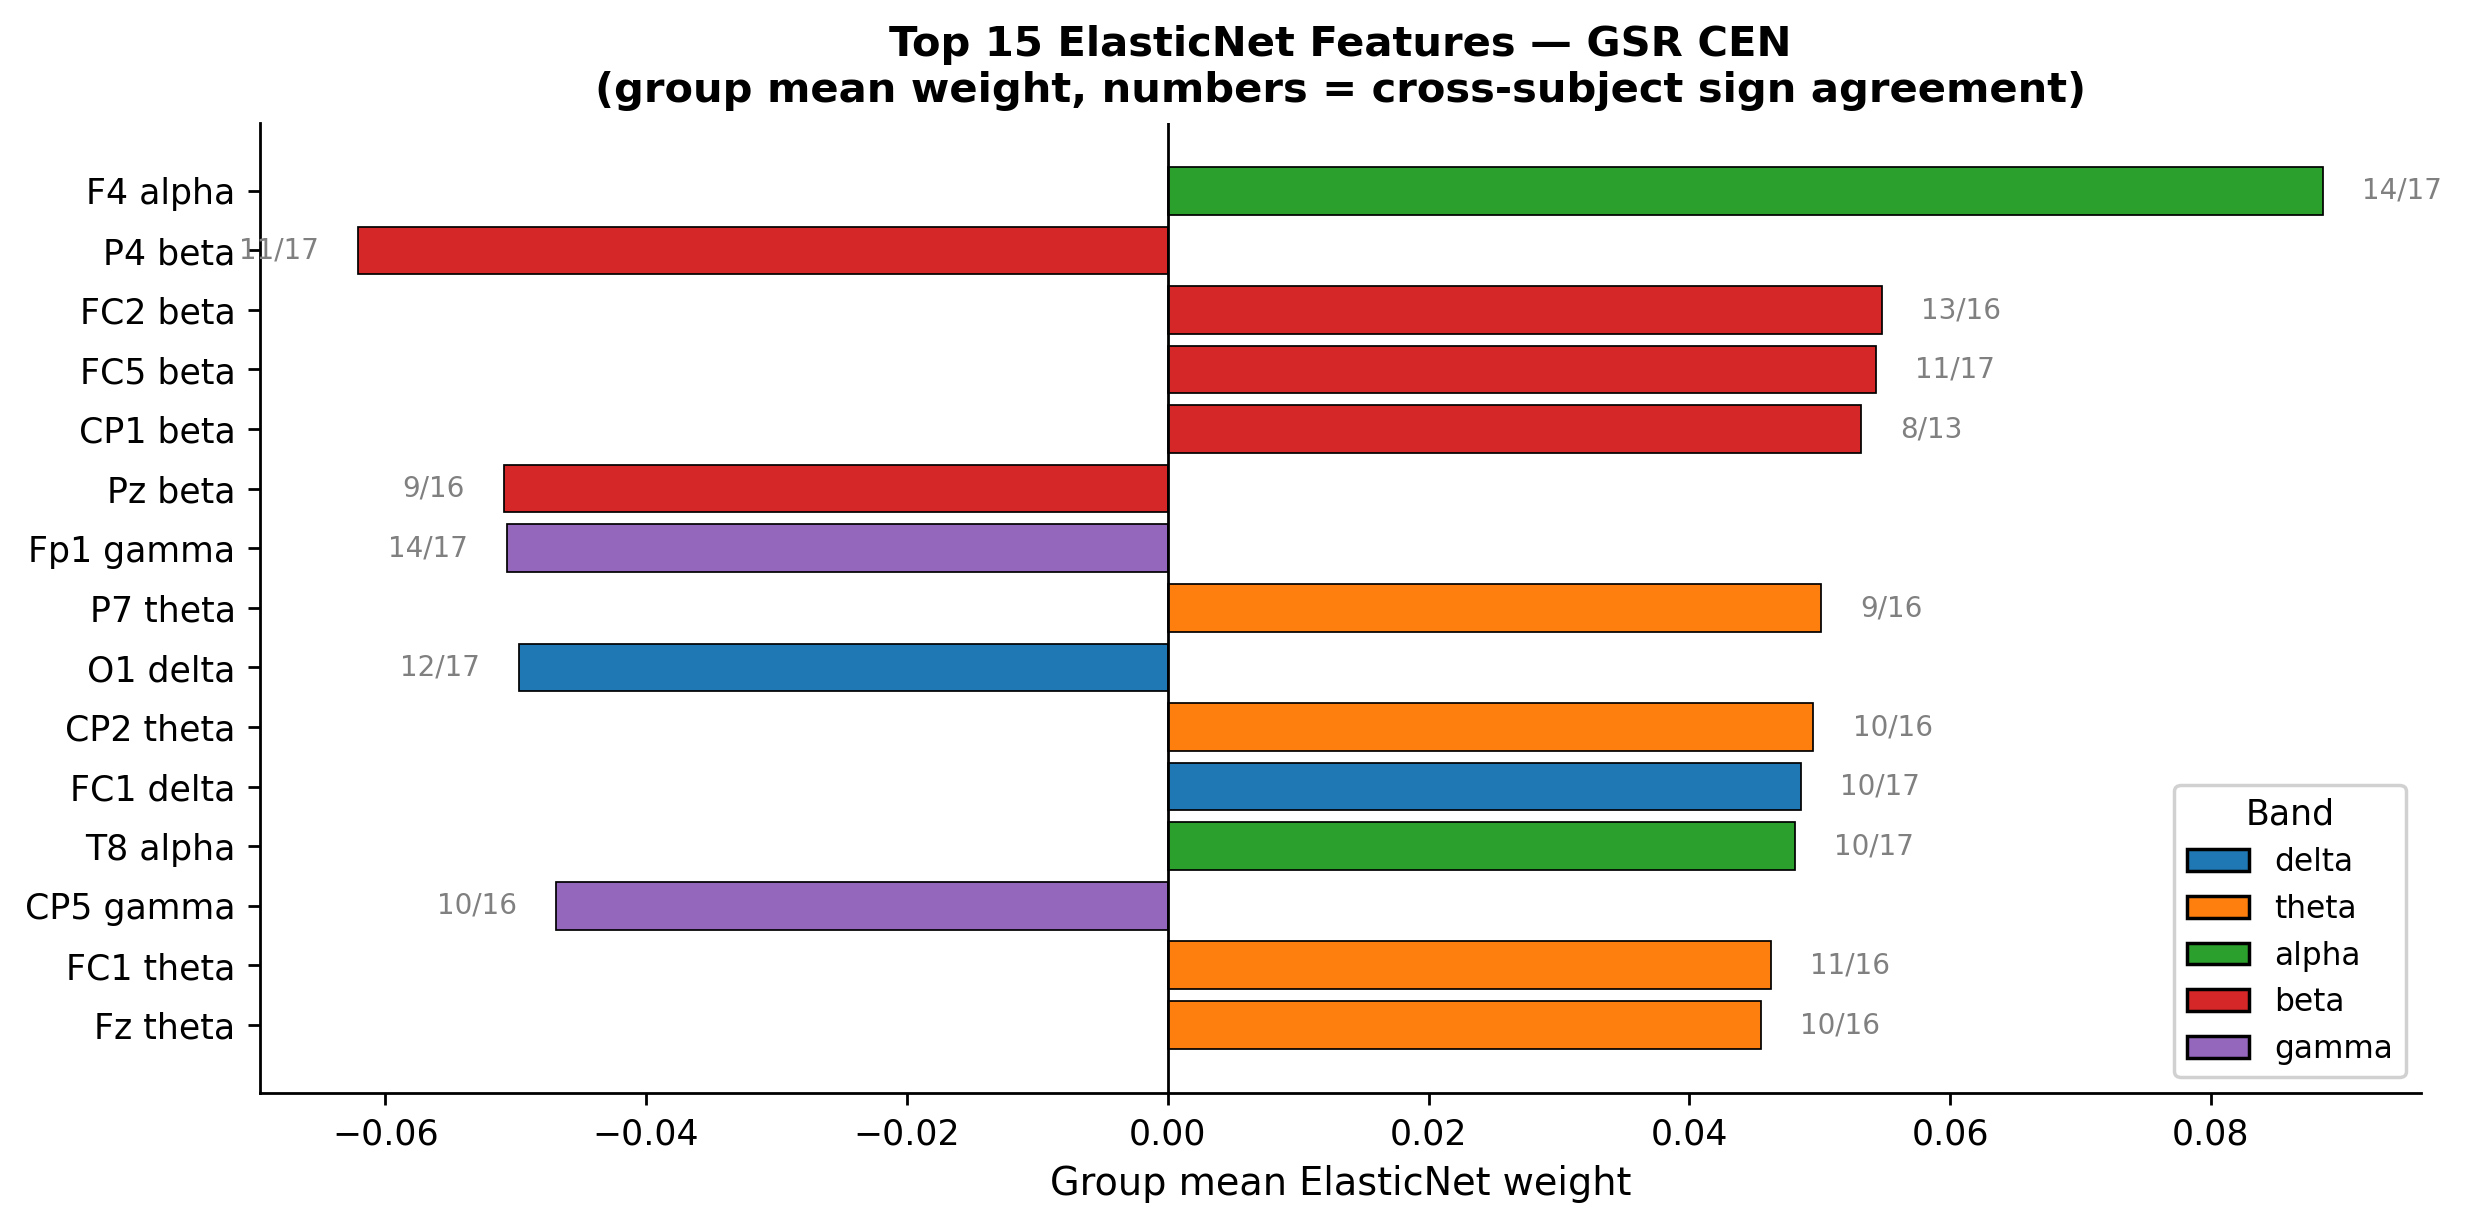 Top 15 ElasticNet Features — GSR CEN
(group mean weight, numbers = cross-subject sign agreement)
F4 alpha 14/17
P4 beta 11/17
FC2 beta 13/16
FC5 beta 11/17
CP1 beta 8/13
Pz beta 9/16
Fp1 gamma 14/17
P7 theta 9/16
O1 delta 12/17
CP2 theta 10/16
FC1 delta 10/17
T8 alpha 10/17
CP5 gamma 10/16
FC1 theta 11/16
Fz theta 10/16
Band
delta
theta
alpha
beta
gamma
−0.06 −0.04 −0.02 0.00 0.02 0.04 0.06 0.08
Group mean ElasticNet weight